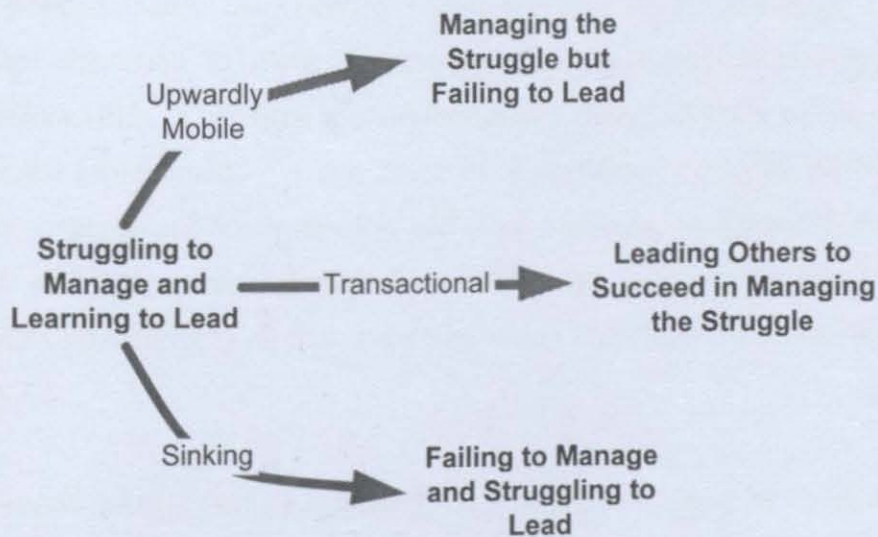 Managing the
Struggle but
Failing to Lead
Upwardly
Mobile
Struggling to
Manage and
Learning to Lead
Transactional
Leading Others to
Succeed in Managing
the Struggle
Sinking
Failing to Manage
and Struggling to
Lead